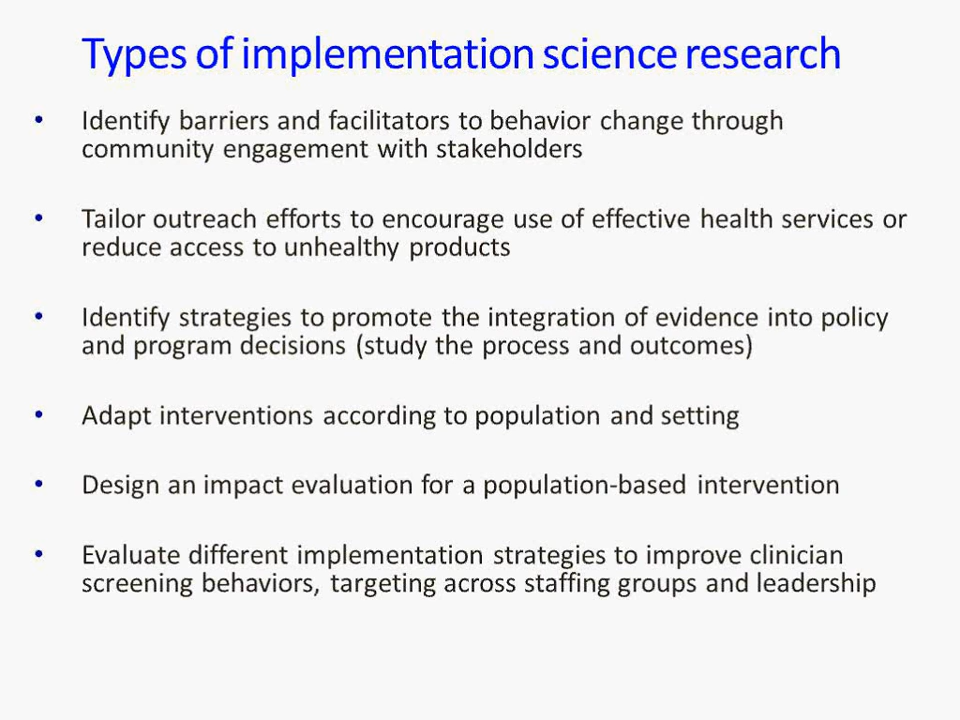 Types of implementation science research
• Identify barriers and facilitators to behavior change through
community engagement with stakeholders
• Tailor outreach efforts to encourage use of effective health services or
reduce access to unhealthy products
• Identify strategies to promote the integration of evidence into policy
and program decisions (study the process and outcomes)
• Adapt interventions according to population and setting
• Design an impact evaluation for a population-based intervention
• Evaluate different implementation strategies to improve clinician
screening behaviors, targeting across staffing groups and leadership